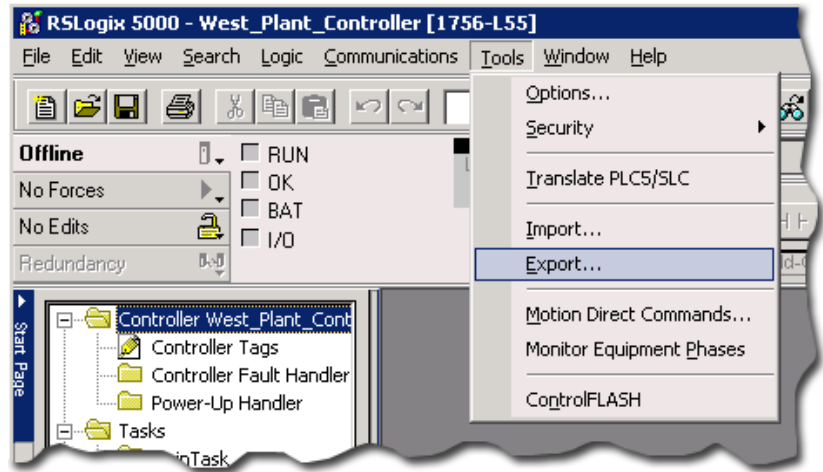 RSLogix 5000 - West_Plant_Controller [1756-L55]
File Edit View Search Logic Communications Tools Window Help
Options...
Security
Translate PLC5/SLC
Import...
Export...
Motion Direct Commands...
Monitor Equipment Phases
ControlFLASH
Offline
No Forces
No Edits
Redundancy
RUN
OK
BAT
I/O
Start Page
Controller West_Plant_Cont
Controller Tags
Controller Fault Handler
Power-Up Handler
Tasks